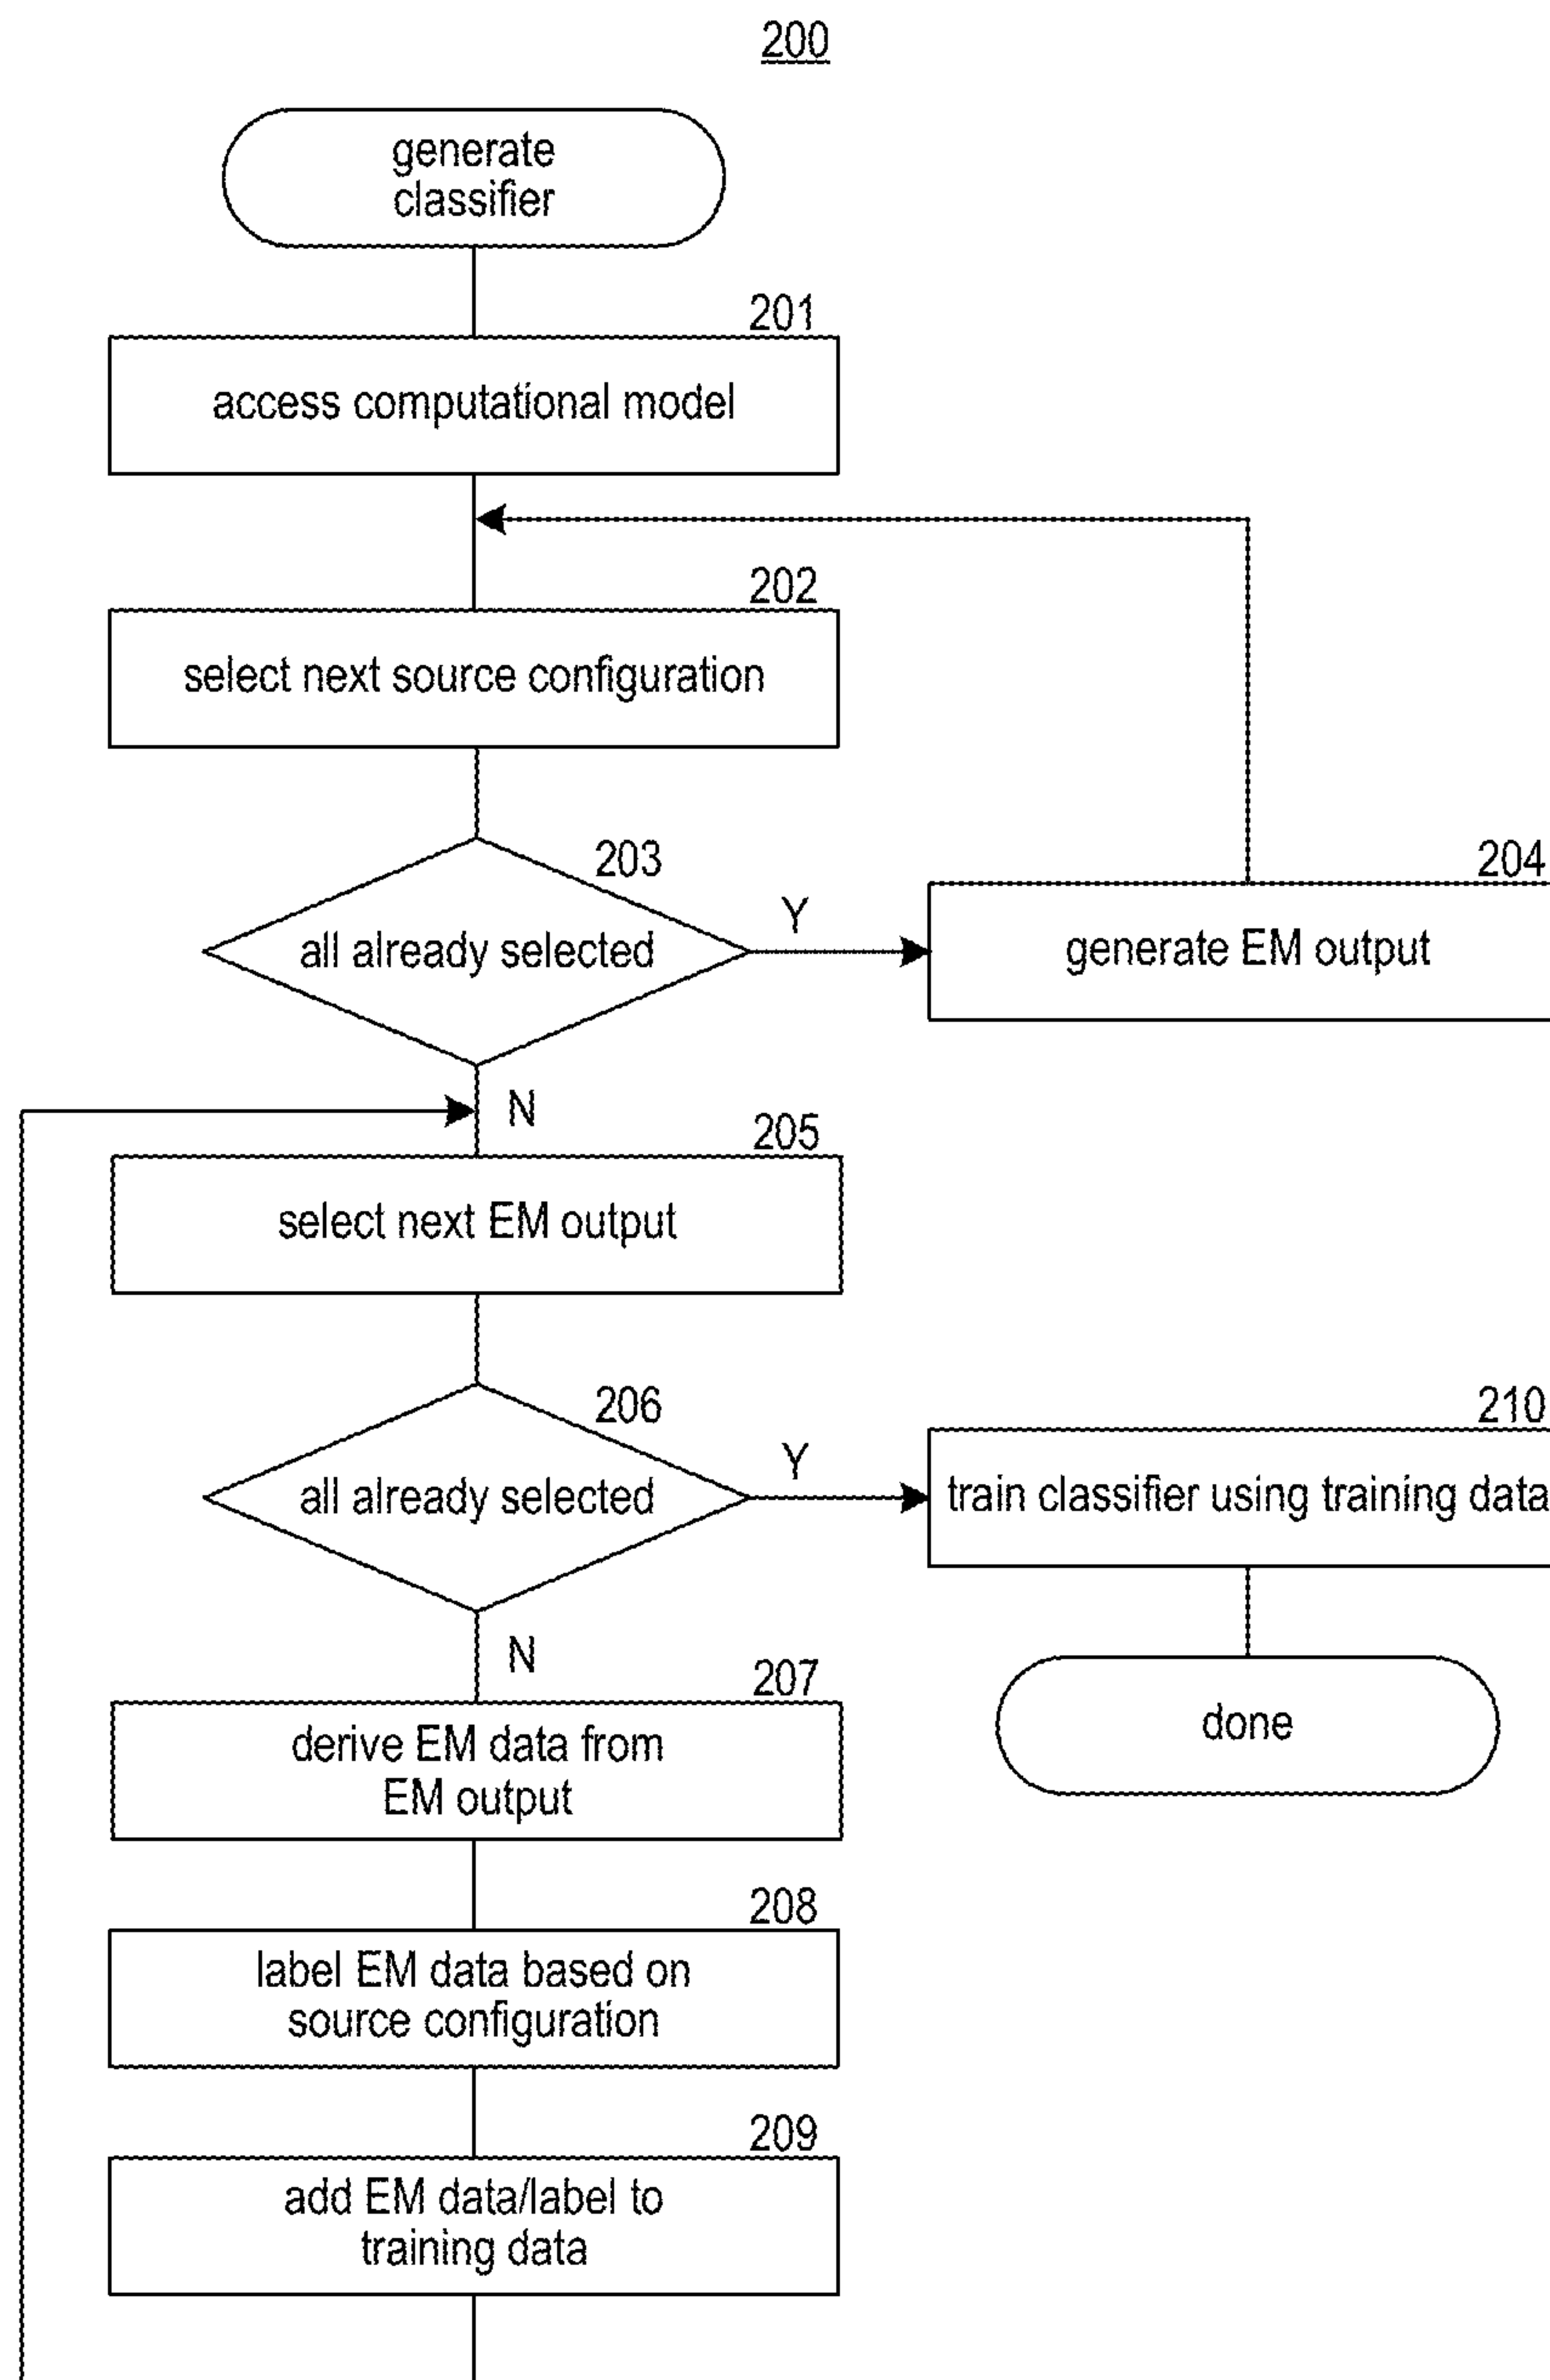 200
generate
classifier
201
access computational model
202
select next source configuration
203
all already selected
Y
204
generate EM output
N
205
select next EM output
206
all already selected
Y
210
train classifier using training data
N
207
derive EM data from
EM output
done
208
label EM data based on
source configuration
209
add EM data/label to
training data